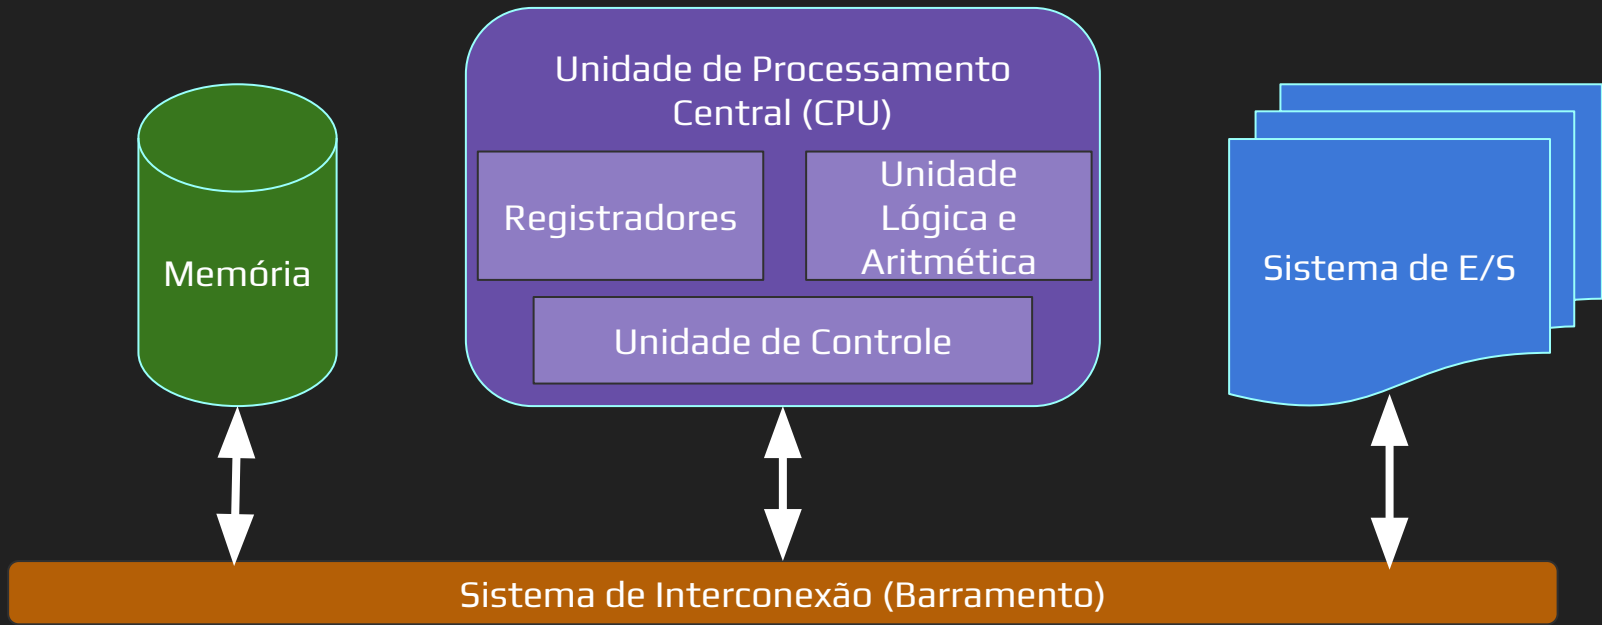 Unidade de Processamento
Central (CPU)
Registradores
Unidade
Lógica e
Aritmética
Unidade de Controle
Memória
Sistema de E/S
Sistema de Interconexão (Barramento)